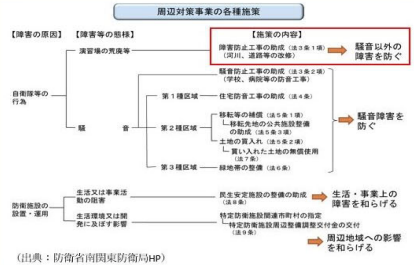 周辺対策事業の各種施策
【障害の原因】
【障害等の態様】
【施策の内容】
自衛隊等の
行為
演習場の荒廃等
障害防止工事の助成（法３条１項）
（河川、道路等の改修）
騒音以外の
障害を防ぐ
騒音
騒音防止工事の助成（法３条２項）
（学校、病院等の防音工事）
第１種区域
住宅防音工事の助成（法４条）
第２種区域
移転等の補償（法５条１項）
移転先地の公共施設整備
の助成（法５条３項）
土地の買入れ（法５条２項）
買い入れた土地の無償使用
（法７条）
第３種区域
緑地帯の整備（法６条）
騒音障害を
防ぐ
防衛施設の
設置・運用
生活又は事業活
動の阻害
民生安定施設の整備の助成
（法８条）
生活・事業上の
障害を和らげる
生活環境又は開
発に及ぼす影響
特定防衛施設関連市町村の指定
特定防衛施設周辺整備調整交付金の交付
（法９条）
周辺地域への影響
を和らげる
（出典：防衛省南関東防衛局HP）